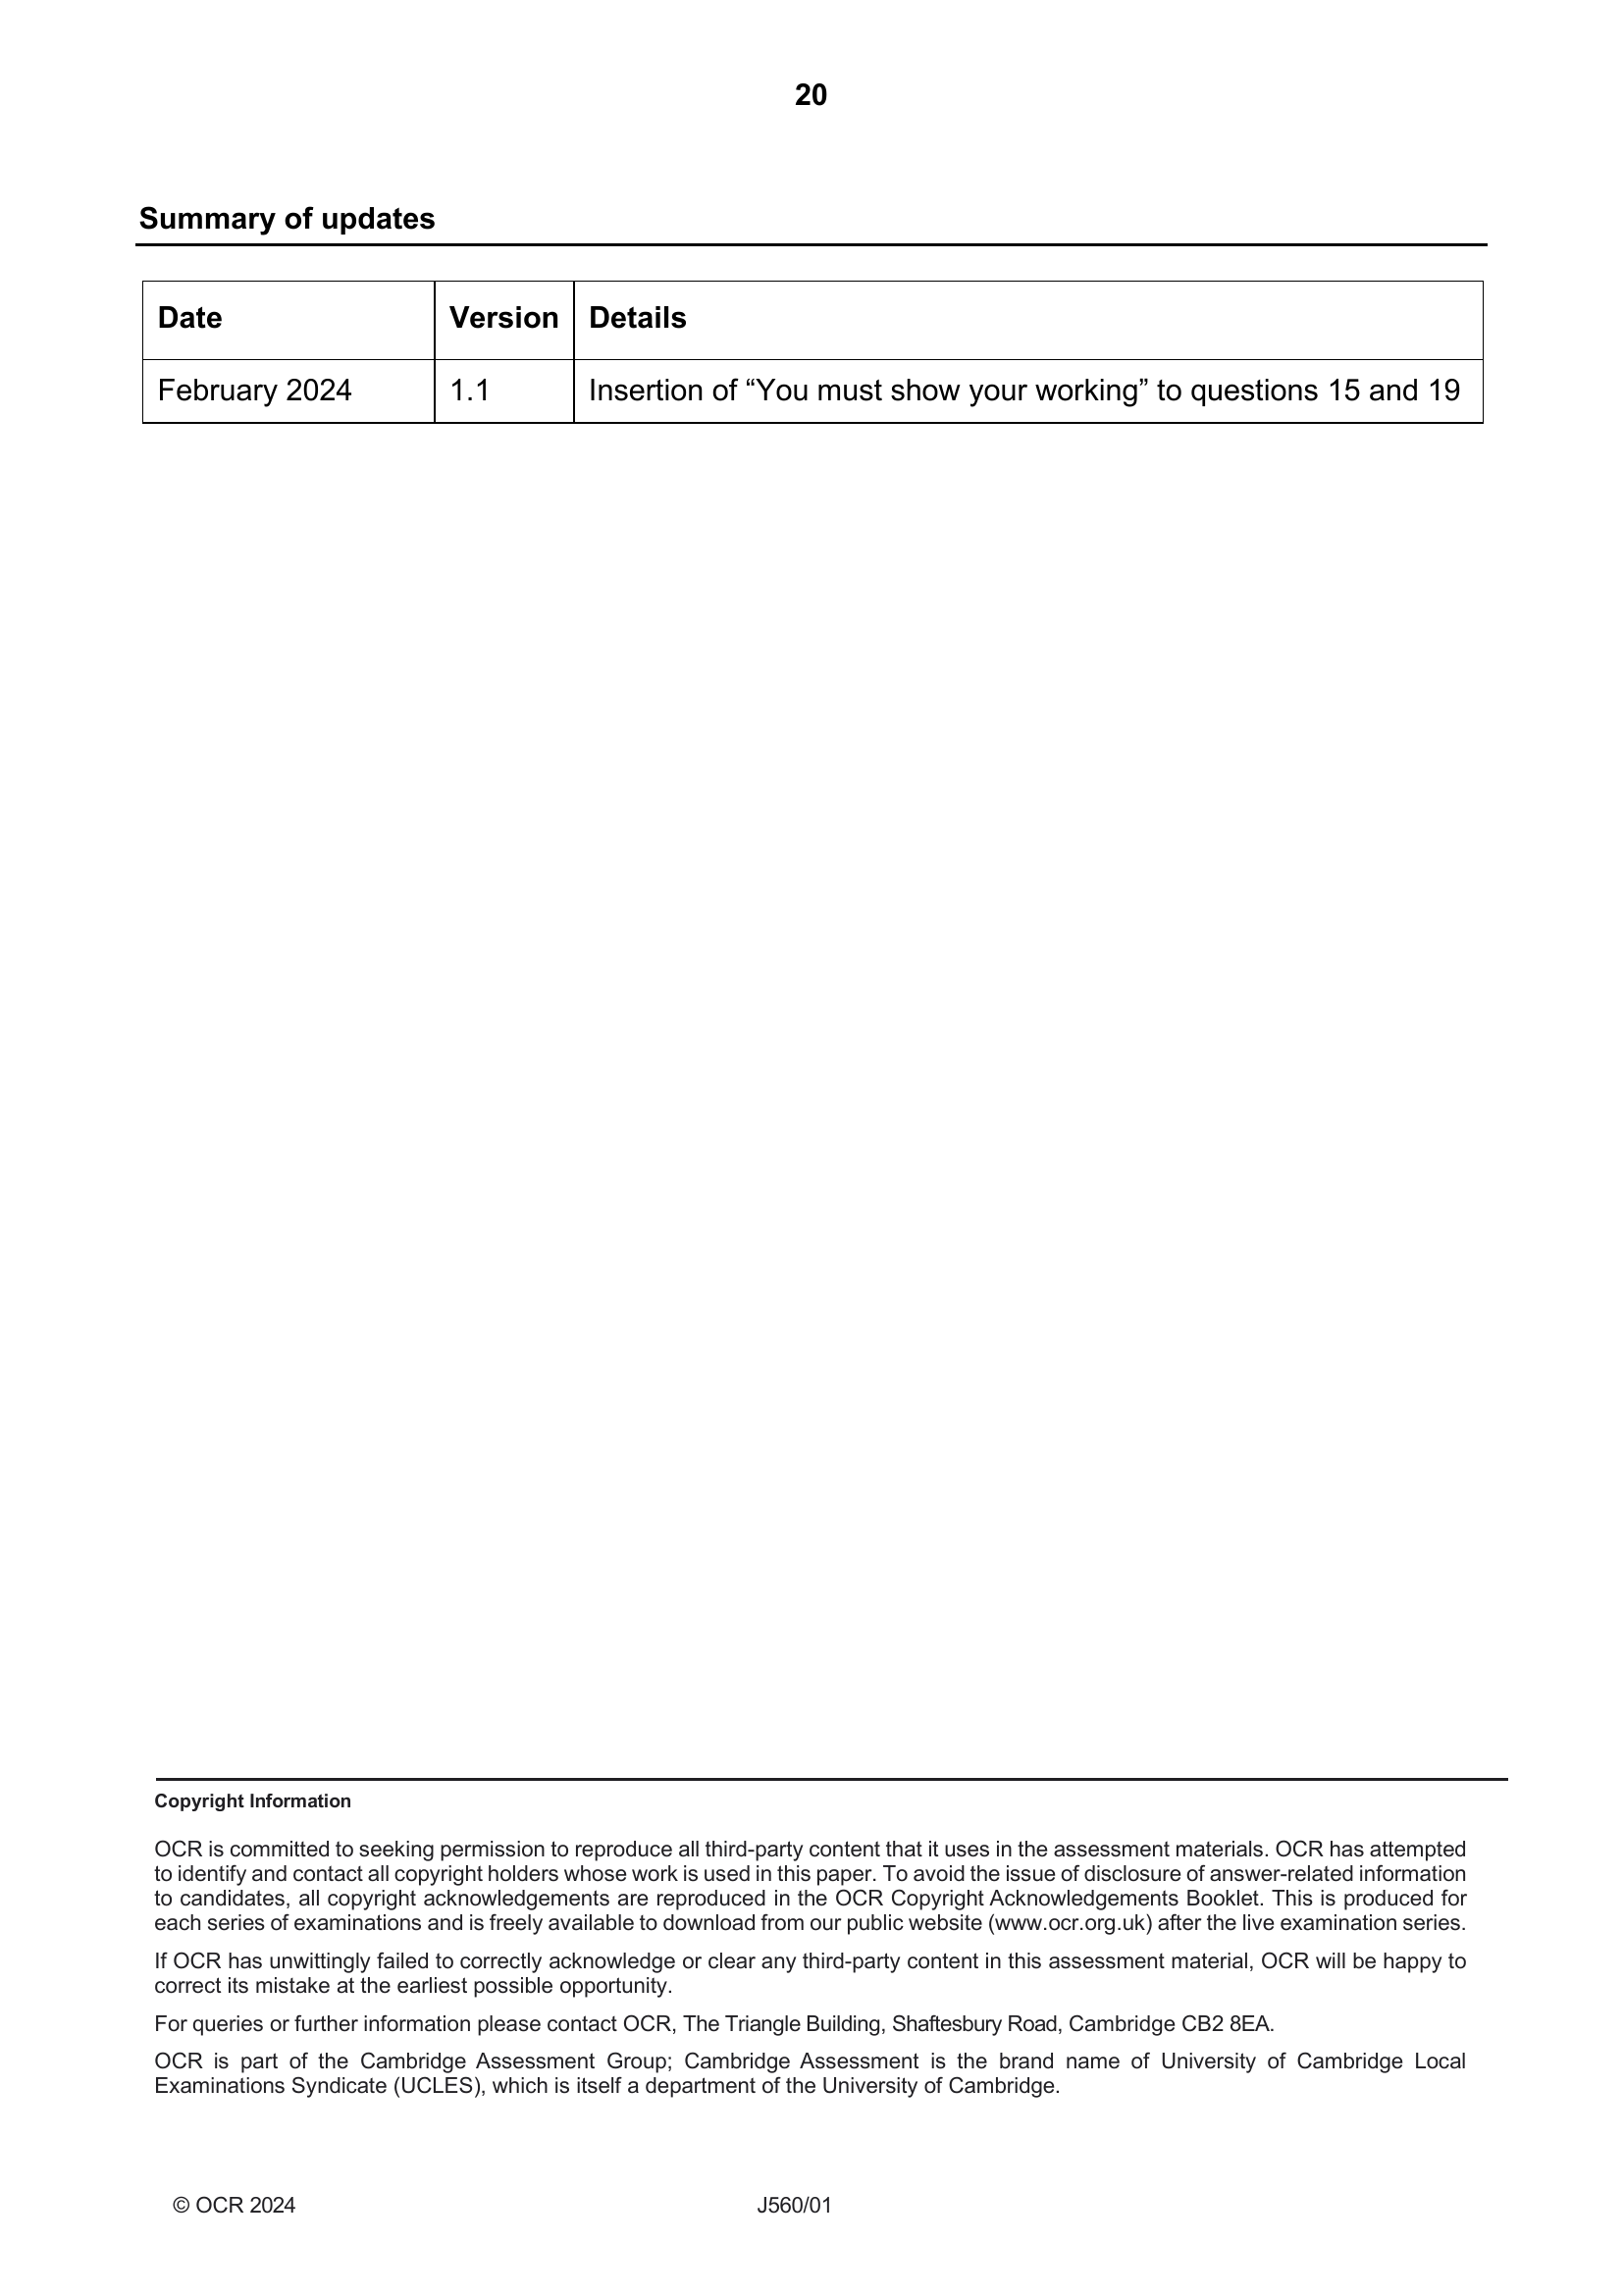 20
Summary of updates
Date Version Details
February 2024 1.1 Insertion of “You must show your working” to questions 15 and 19
Copyright Information
OCR is committed to seeking permission to reproduce all third-party content that it uses in the assessment materials. OCR has attempted
to identify and contact all copyright holders whose work is used in this paper. To avoid the issue of disclosure of answer-related information
to candidates, all copyright acknowledgements are reproduced in the OCR Copyright Acknowledgements Booklet. This is produced for
each series of examinations and is freely available to download from our public website (www.ocr.org.uk) after the live examination series.
If OCR has unwittingly failed to correctly acknowledge or clear any third-party content in this assessment material, OCR will be happy to
correct its mistake at the earliest possible opportunity.
For queries or further information please contact OCR, The Triangle Building, Shaftesbury Road, Cambridge CB2 8EA.
OCR is part of the Cambridge Assessment Group; Cambridge Assessment is the brand name of University of Cambridge Local
Examinations Syndicate (UCLES), which is itself a department of the University of Cambridge.
© OCR 2024 J560/01